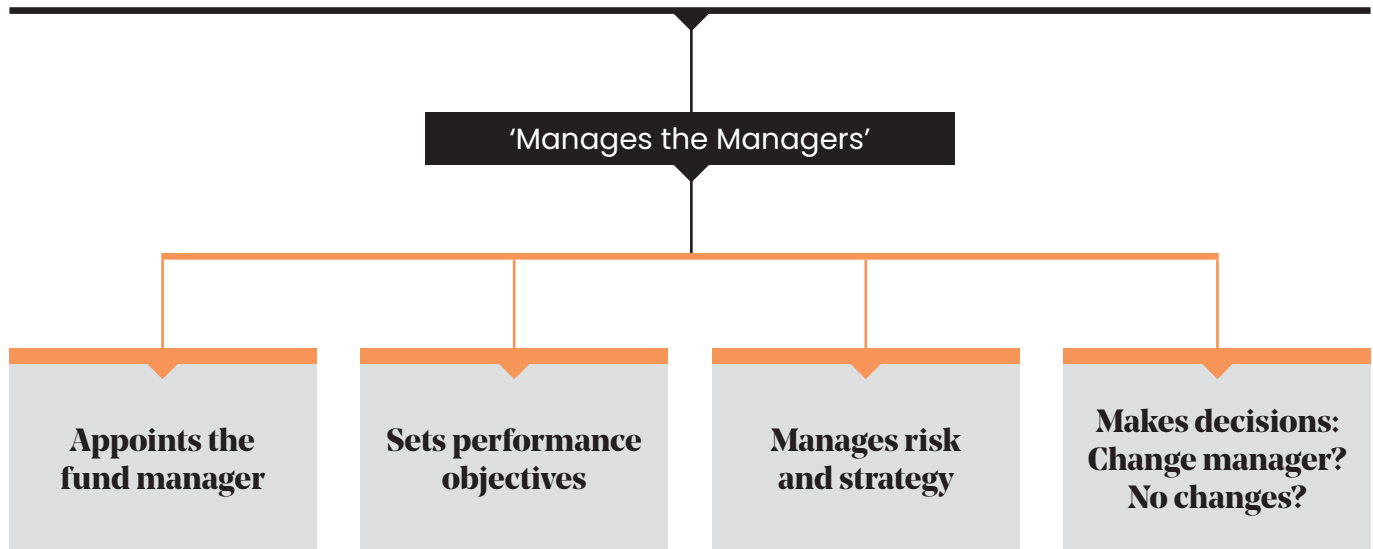 ‘Manages the Managers’
Appoints the
fund manager
Sets performance
objectives
Manages risk
and strategy
Makes decisions:
Change manager?
No changes?